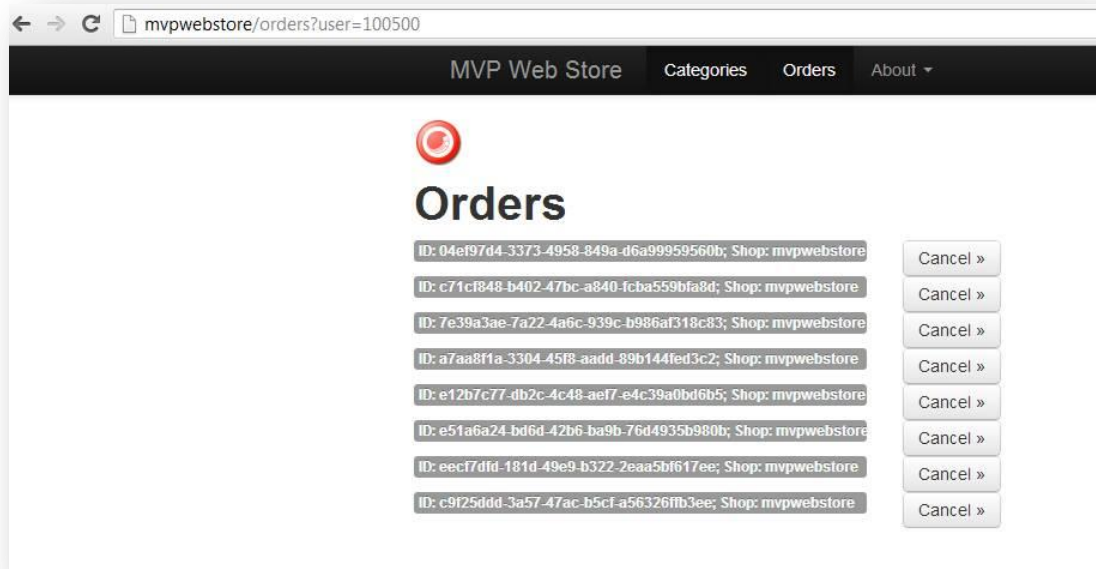 mvpwebstore/orders?user=100500
MVP Web Store Categories Orders About
Orders
ID: 04ef97d4-3373-4958-849a-d6a99959560b; Shop: mvpwebstore Cancel »
ID: c71cf848-b402-47bc-a840-fcba559bfa8d; Shop: mvpwebstore Cancel »
ID: 7e39a3ae-7a22-4a6c-939c-b986af318c83; Shop: mvpwebstore Cancel »
ID: a7aa8f1a-3304-45f8-aadd-89b144fed3c2; Shop: mvpwebstore Cancel »
ID: e12b7c77-db2c-4c48-aef7-e4c39a0bd6b5; Shop: mvpwebstore Cancel »
ID: e51a6a24-bd6d-42b6-ba9b-76d4935b980b; Shop: mvpwebstore Cancel »
ID: eecf7dfd-181d-49e9-b322-2eaa5bf617ee; Shop: mvpwebstore Cancel »
ID: c9f25ddd-3a57-47ac-b5cf-a56326ffb3ee; Shop: mvpwebstore Cancel »